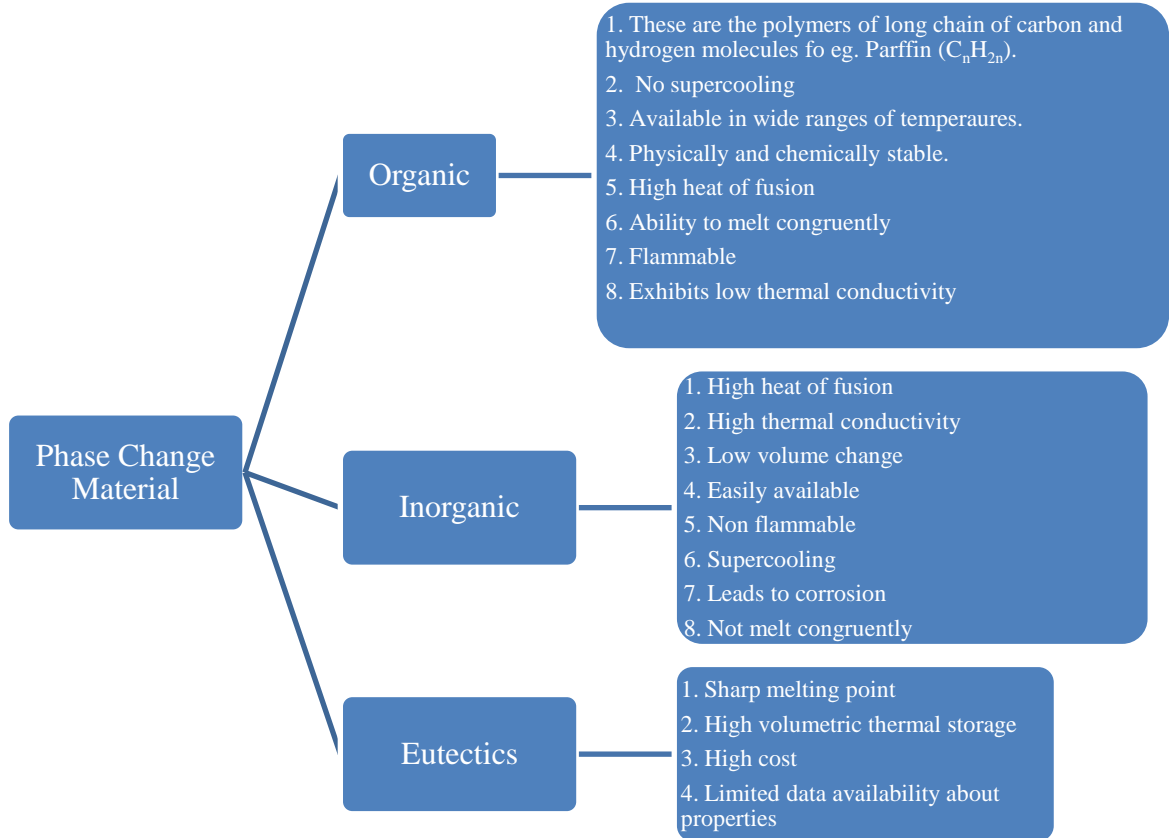 1. These are the polymers of long chain of carbon and
hydrogen molecules fo eg. Parffin (CnH2n).
2. No supercooling
3. Available in wide ranges of temperaures.
4. Physically and chemically stable.
5. High heat of fusion
6. Ability to melt congruently
7. Flammable
8. Exhibits low thermal conductivity
Organic
Phase Change
Material
Inorganic
1. High heat of fusion
2. High thermal conductivity
3. Low volume change
4. Easily available
5. Non flammable
6. Supercooling
7. Leads to corrosion
8. Not melt congruently
Eutectics
1. Sharp melting point
2. High volumetric thermal storage
3. High cost
4. Limited data availability about
properties